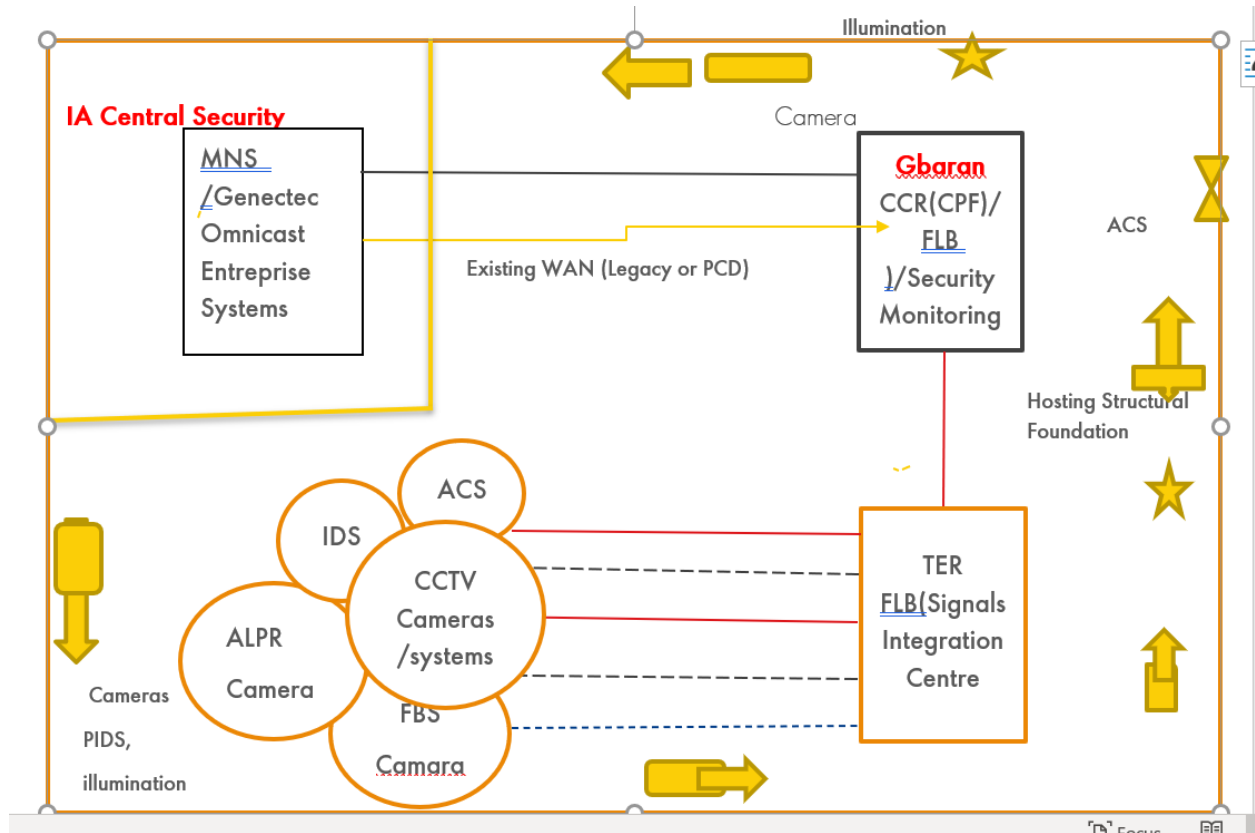 Illumination
IA Central Security
Camera
MNS
/Genectec
Omnicast
Entreprise
Systems
Gbaran
CCR(CPF)/
FLB
)/Security
Monitoring
ACS
Existing WAN (Legacy or PCD)
Hosting Structural
Foundation
ACS
IDS
CCTV
Cameras
/systems
ALPR
Camera
FBS
Camara
TER
FLB(Signals
Integration
Centre
Cameras
PIDS,
illumination
Focus